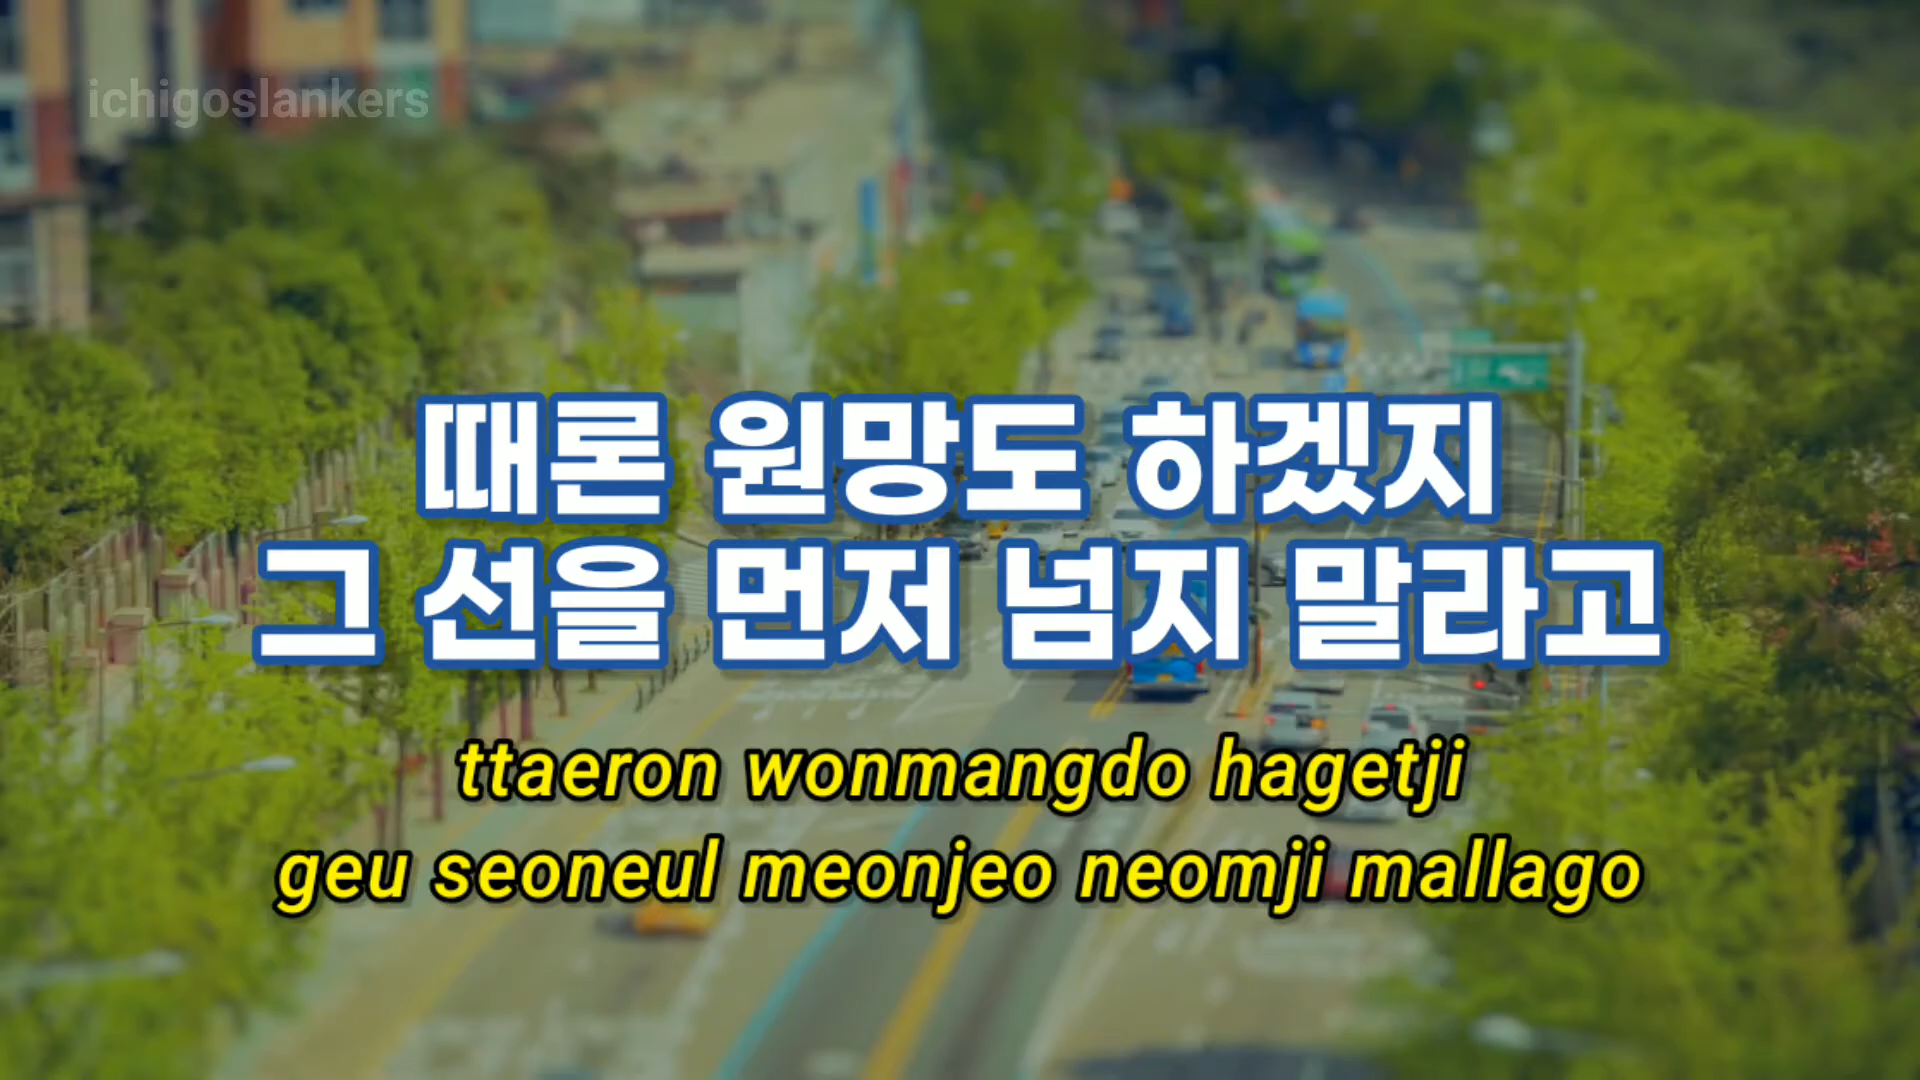 ichigoslankers
때론 원망도 하겠지
그 선을 먼저 넘지 말라고
ttaeron wonmangdo hagetji
geu seoneul meonjeo neomji mallago